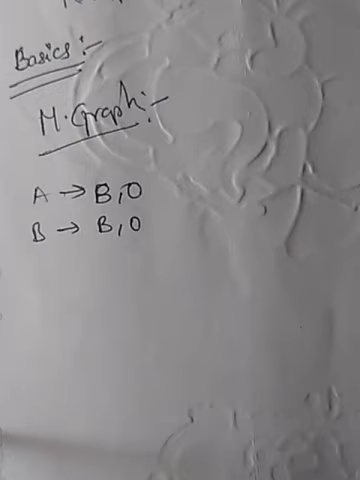 Basics:-
M.Graph:-
A → B,0
B → B,0